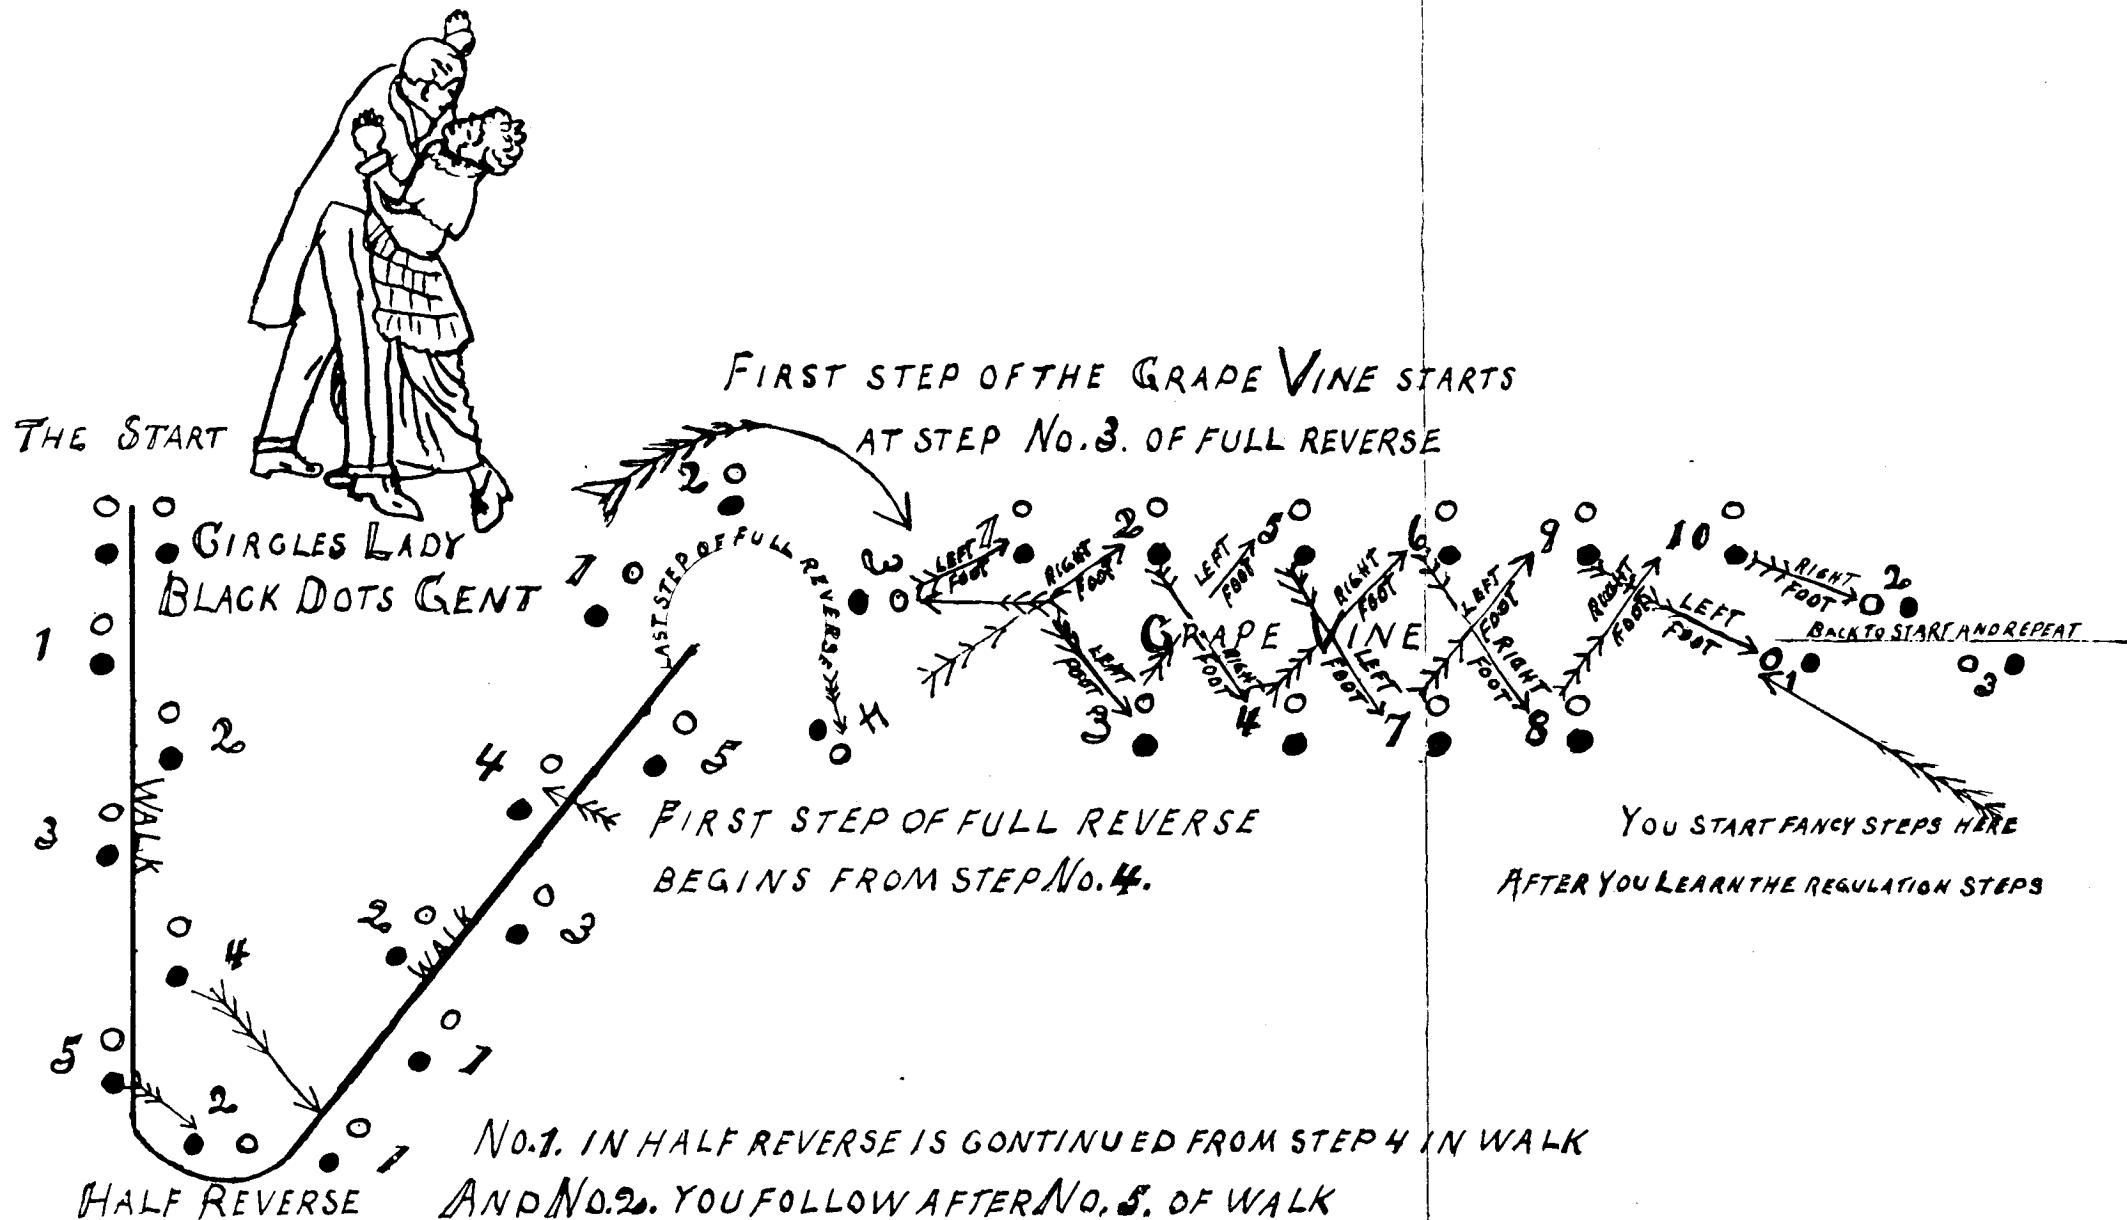 FIRST STEP OF THE GRAPE VINE STARTS
AT STEP NO. 3. OF FULL REVERSE
THE START
CIRCLES LADY
BLACK DOTS GENT
1
2
3
4
5
WALK
2
1
HALF REVERSE
1
2
3
4
5
WALK
FIRST STEP OF FULL REVERSE
BEGINS FROM STEP NO. 4.
1
2
3
4
LAST STEP OF FULL REVERSE
GRAPE VINE
1
2
5
6
9
10
3
4
7
8
LEFT FOOT
RIGHT FOOT
LEFT FOOT
RIGHT FOOT
LEFT FOOT
RIGHT FOOT
LEFT FOOT
RIGHT FOOT
LEFT FOOT
RIGHT FOOT
LEFT FOOT
RIGHT FOOT
2
BACK TO START AND REPEAT
1
3
YOU START FANCY STEPS HERE
AFTER YOU LEARN THE REGULATION STEPS
NO. 1. IN HALF REVERSE IS CONTINUED FROM STEP 4 IN WALK
AND NO. 2. YOU FOLLOW AFTER NO. 5. OF WALK